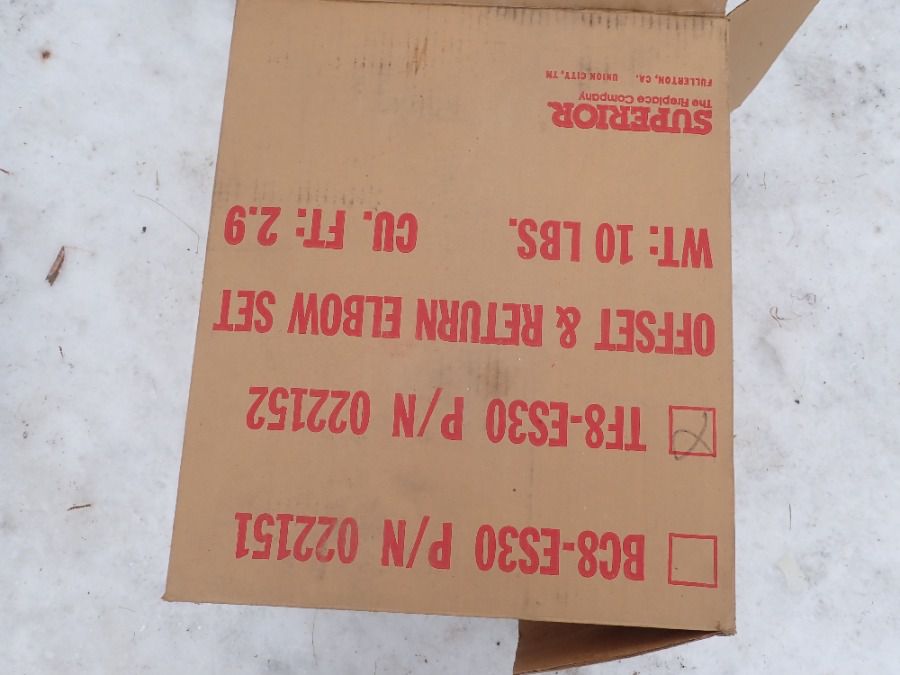 BC8-ES30 P/N 022151
TF8-ES30 P/N 022152
OFFSET & RETURN ELBOW SET
WT: 10 LBS. CU. FT: 2.9
SUPERIOR
The Fireplace Company
FULLERTON, CA. UNION CITY, TN